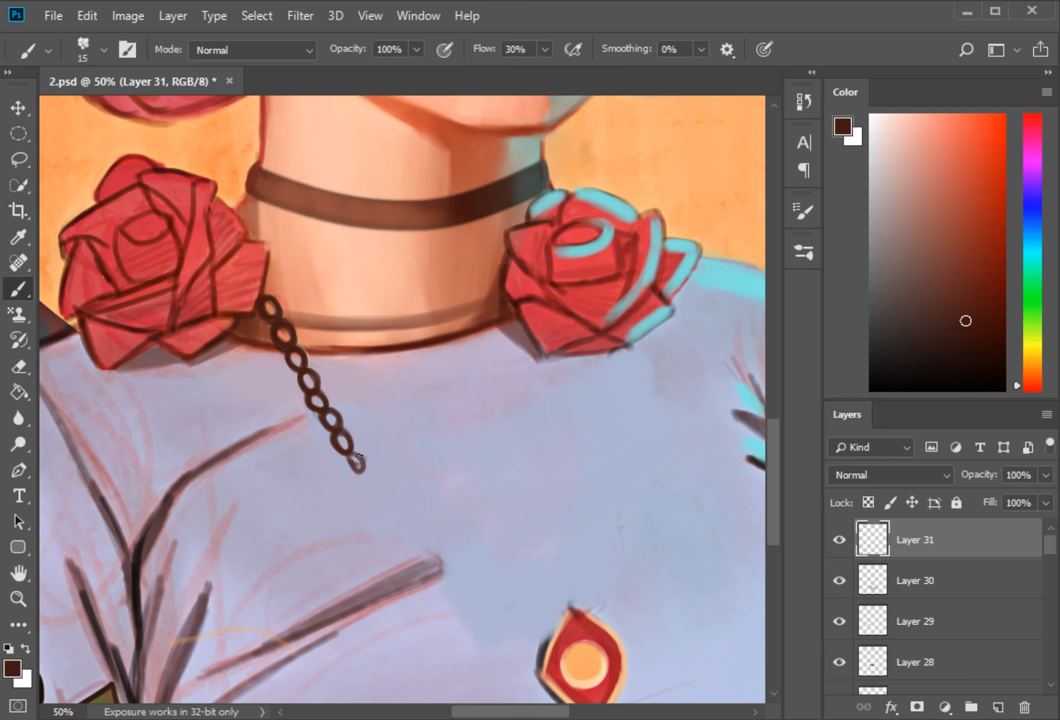 Ps File Edit Image Layer Type Select Filter 3D View Window Help
15 Mode: Normal Opacity: 100% Flow: 30% Smoothing: 0%
2.psd @ 50% (Layer 31, RGB/8) *
Color
Layers
Kind
Normal Opacity: 100%
Lock: Fill: 100%
Layer 31
Layer 30
Layer 29
Layer 28
50% Exposure works in 32-bit only